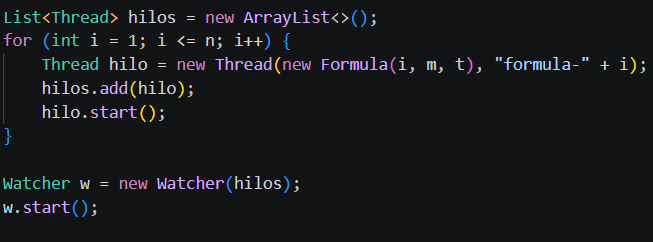 List<Thread> hilos = new ArrayList<>();
for (int i = 1; i <= n; i++) {
    Thread hilo = new Thread(new Formula(i, m, t), "formula-" + i);
    hilos.add(hilo);
    hilo.start();
}

Watcher w = new Watcher(hilos);
w.start();